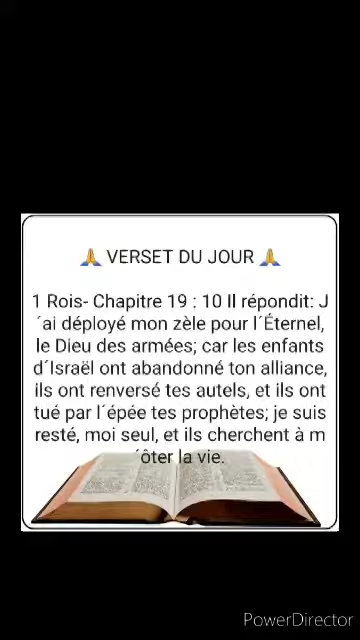 🙏 VERSET DU JOUR 🙏
1 Rois- Chapitre 19 : 10 Il répondit: J
´ai déployé mon zèle pour l´Éternel,
le Dieu des armées; car les enfants
d´Israël ont abandonné ton alliance,
ils ont renversé tes autels, et ils ont
tué par l´épée tes prophètes; je suis
resté, moi seul, et ils cherchent à m
´ôter la vie.
PowerDirector